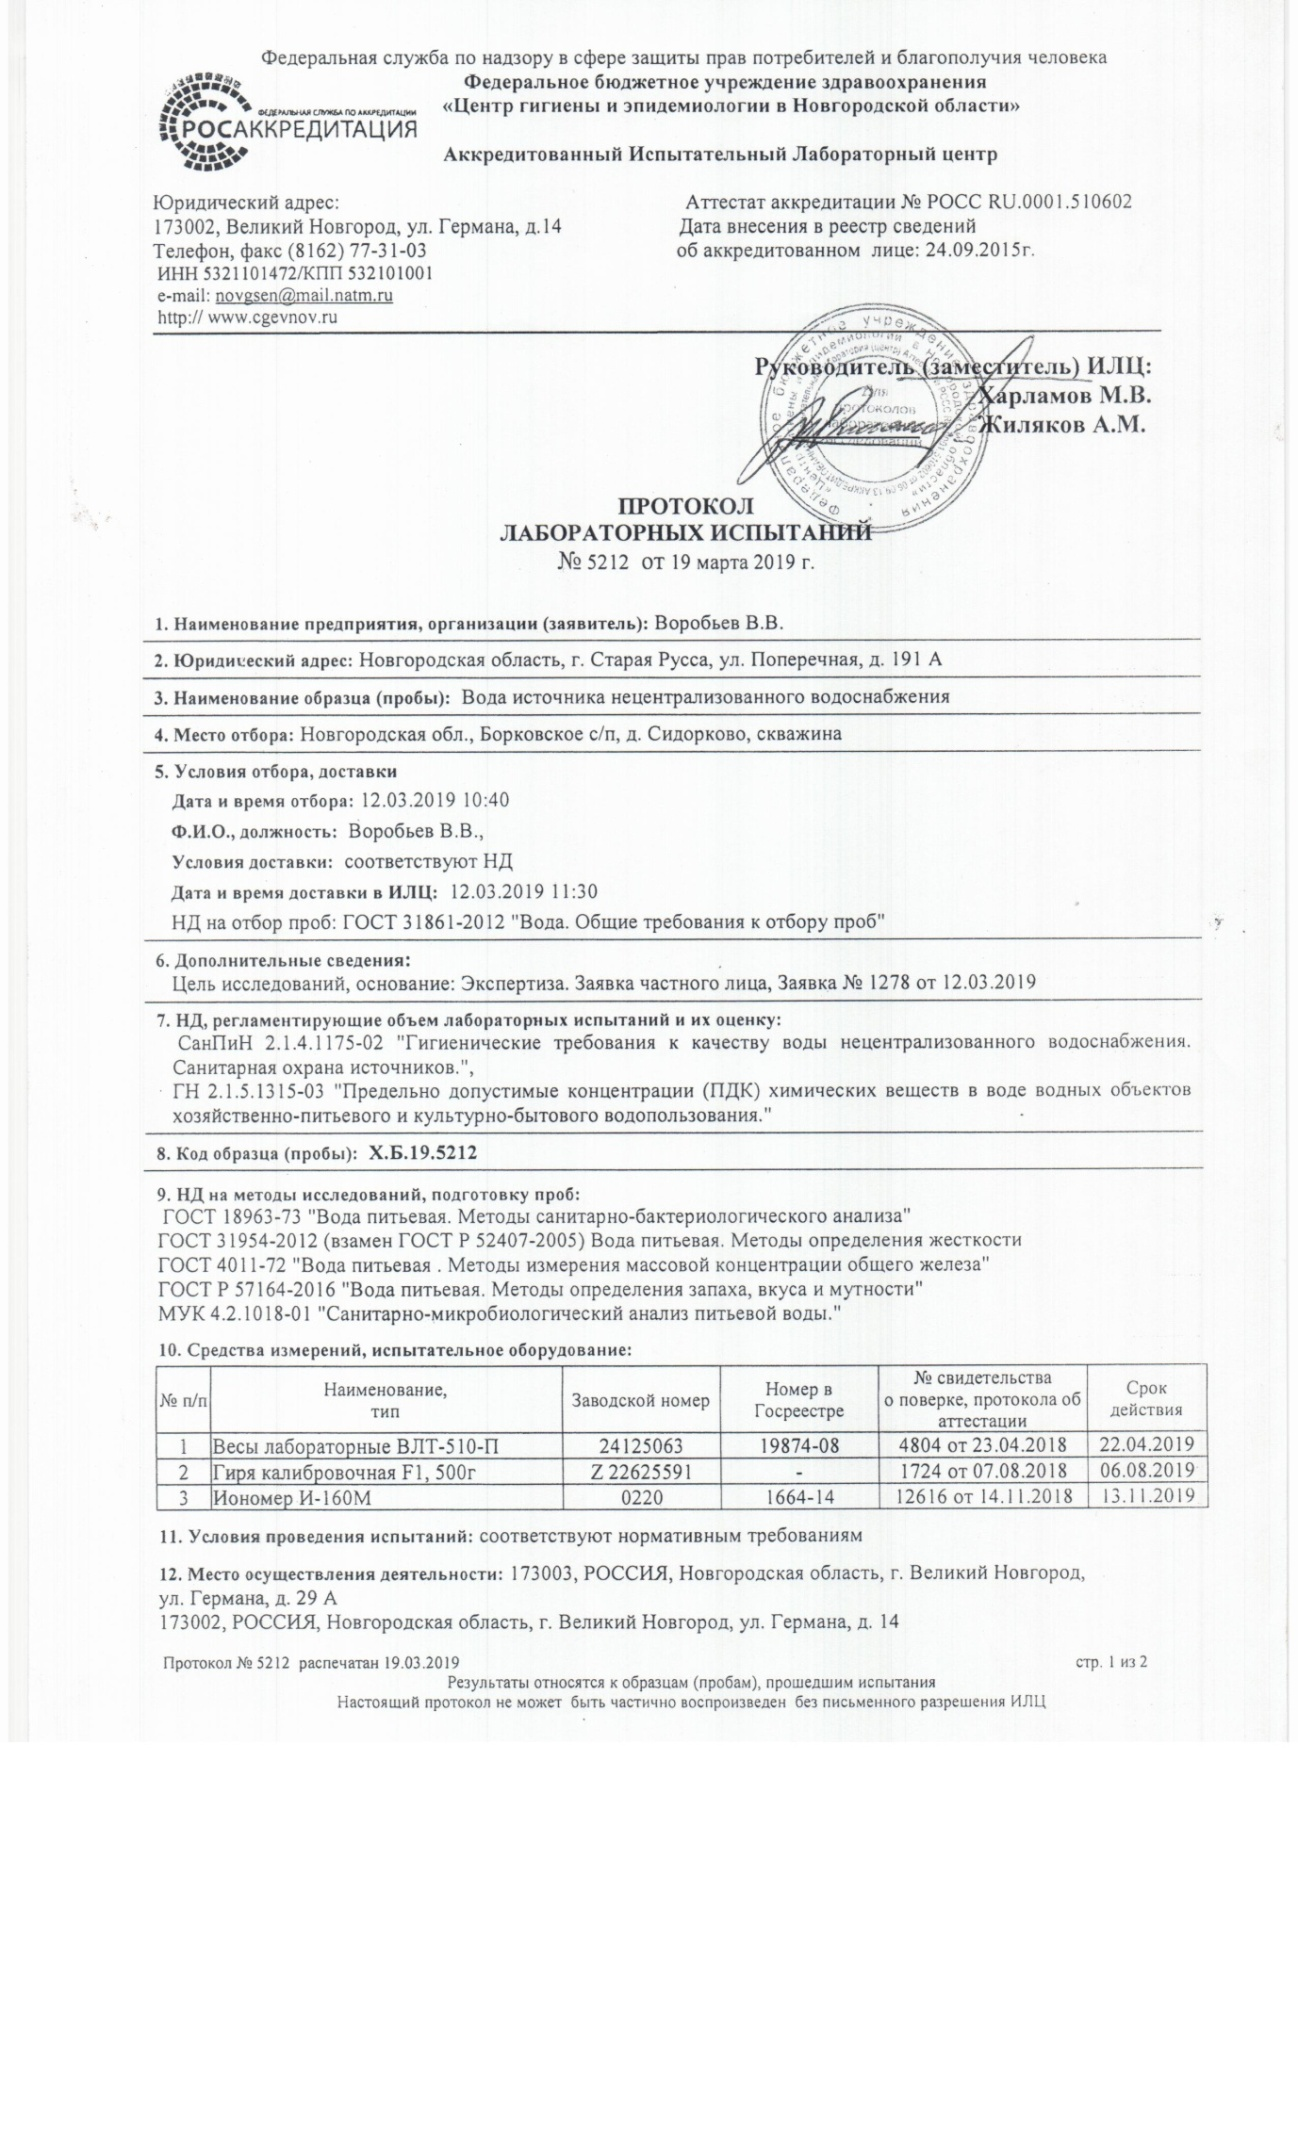 Федеральная служба по надзору в сфере защиты прав потребителей и благополучия человека
Федеральное бюджетное учреждение здравоохранения
«Центр гигиены и эпидемиологии в Новгородской области»
ФЕДЕРАЛЬНАЯ СЛУЖБА ПО АККРЕДИТАЦИИ
РОСАККРЕДИТАЦИЯ
Аккредитованный Испытательный Лабораторный центр
Юридический адрес:
173002, Великий Новгород, ул. Германа, д.14
Телефон, факс (8162) 77-31-03
ИНН 5321101472/КПП 532101001
e-mail: novgsen@mail.natm.ru
http:// www.cgevnov.ru
Аттестат аккредитации № РОСС RU.0001.510602
Дата внесения в реестр сведений
об аккредитованном лице: 24.09.2015г.
Руководитель (заместитель) ИЛЦ:
Харламов М.В.
Жиляков А.М.
Для
протоколов
ПРОТОКОЛ
ЛАБОРАТОРНЫХ ИСПЫТАНИЙ
№ 5212 от 19 марта 2019 г.
1. Наименование предприятия, организации (заявитель): Воробьев В.В.
2. Юридический адрес: Новгородская область, г. Старая Русса, ул. Поперечная, д. 191 А
3. Наименование образца (пробы): Вода источника нецентрализованного водоснабжения
4. Место отбора: Новгородская обл., Борковское с/п, д. Сидорково, скважина
5. Условия отбора, доставки
Дата и время отбора: 12.03.2019 10:40
Ф.И.О., должность: Воробьев В.В.,
Условия доставки: соответствуют НД
Дата и время доставки в ИЛЦ: 12.03.2019 11:30
НД на отбор проб: ГОСТ 31861-2012 "Вода. Общие требования к отбору проб"
6. Дополнительные сведения:
Цель исследований, основание: Экспертиза. Заявка частного лица, Заявка № 1278 от 12.03.2019
7. НД, регламентирующие объем лабораторных испытаний и их оценку:
СанПиН 2.1.4.1175-02 "Гигиенические требования к качеству воды нецентрализованного водоснабжения.
Санитарная охрана источников.",
ГН 2.1.5.1315-03 "Предельно допустимые концентрации (ПДК) химических веществ в воде водных объектов
хозяйственно-питьевого и культурно-бытового водопользования."
8. Код образца (пробы): Х.Б.19.5212
9. НД на методы исследований, подготовку проб:
ГОСТ 18963-73 "Вода питьевая. Методы санитарно-бактериологического анализа"
ГОСТ 31954-2012 (взамен ГОСТ Р 52407-2005) Вода питьевая. Методы определения жесткости
ГОСТ 4011-72 "Вода питьевая . Методы измерения массовой концентрации общего железа"
ГОСТ Р 57164-2016 "Вода питьевая. Методы определения запаха, вкуса и мутности"
МУК 4.2.1018-01 "Санитарно-микробиологический анализ питьевой воды."
10. Средства измерений, испытательное оборудование:
№ п/п Наименование, тип Заводской номер Номер в Госреестре № свидетельства о поверке, протокола об аттестации Срок действия
1 Весы лабораторные ВЛТ-510-П 24125063 19874-08 4804 от 23.04.2018 22.04.2019
2 Гиря калибровочная F1, 500г Z 22625591 - 1724 от 07.08.2018 06.08.2019
3 Иономер И-160М 0220 1664-14 12616 от 14.11.2018 13.11.2019
11. Условия проведения испытаний: соответствуют нормативным требованиям
12. Место осуществления деятельности: 173003, РОССИЯ, Новгородская область, г. Великий Новгород,
ул. Германа, д. 29 А
173002, РОССИЯ, Новгородская область, г. Великий Новгород, ул. Германа, д. 14
Протокол № 5212 распечатан 19.03.2019 стр. 1 из 2
Результаты относятся к образцам (пробам), прошедшим испытания
Настоящий протокол не может быть частично воспроизведен без письменного разрешения ИЛЦ